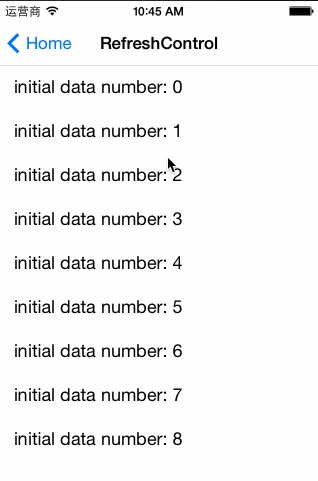 运营商 10:45 AM
Home RefreshControl
initial data number: 0
initial data number: 1
initial data number: 2
initial data number: 3
initial data number: 4
initial data number: 5
initial data number: 6
initial data number: 7
initial data number: 8